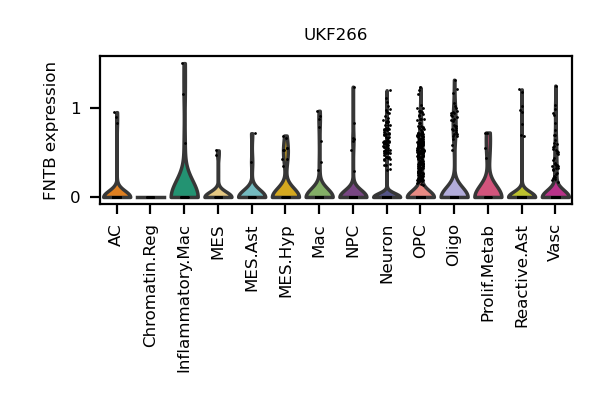 UKF266
FNTB expression
1
0
AC
Chromatin.Reg
Inflammatory.Mac
MES
MES.Ast
MES.Hyp
Mac
NPC
Neuron
OPC
Oligo
Prolif.Metab
Reactive.Ast
Vasc